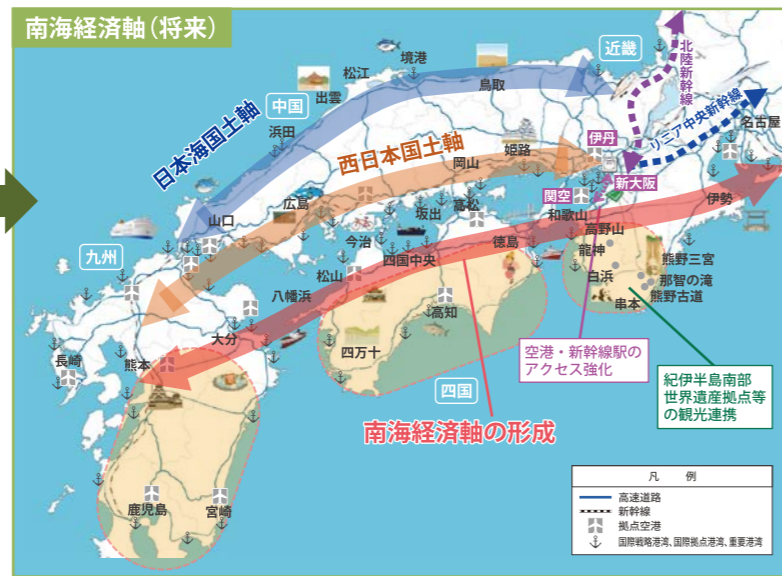 南海経済軸（将来）
近畿
北陸新幹線
境港
松江
鳥取
出雲
中国
浜田
日本海国土軸
リニア中央新幹線
名古屋
伊丹
姫路
西日本国土軸
岡山
新大阪
関空
広島
坂出
高松
和歌山
伊勢
山口
今治
高野山
四国中央
徳島
龍神
熊野三宮
九州
松山
白浜
那智の滝
八幡浜
熊野古道
高知
串本
大分
四万十
長崎
熊本
空港・新幹線駅の
アクセス強化
四国
紀伊半島南部
世界遺産拠点等
の観光連携
南海経済軸の形成
鹿児島
宮崎
凡 例
高速道路
新幹線
拠点空港
国際戦略港湾、国際拠点港湾、重要港湾